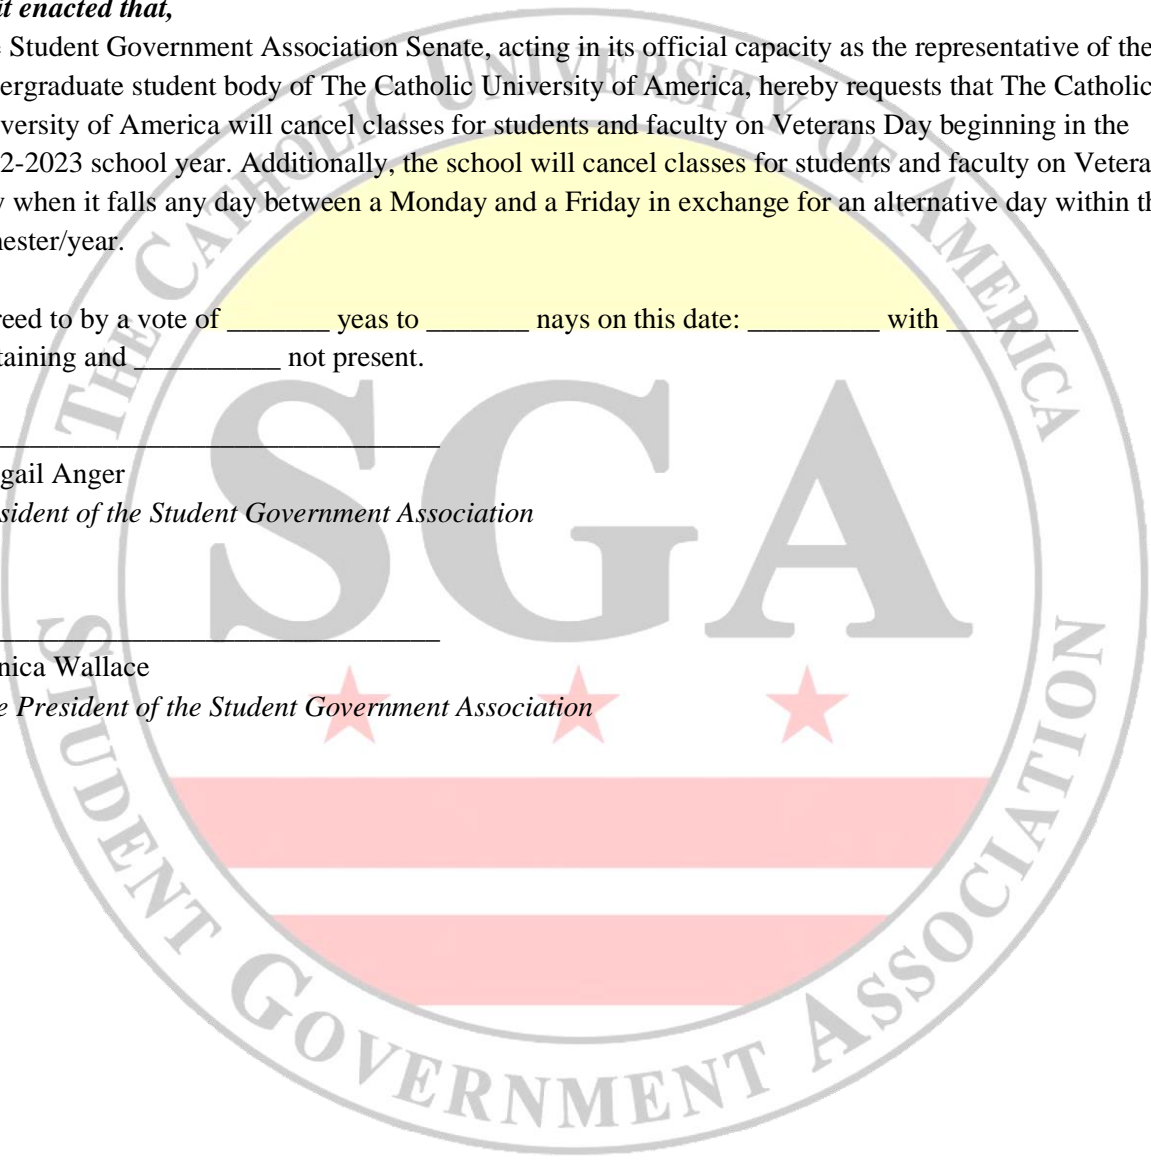 it enacted that,
e Student Government Association Senate, acting in its official capacity as the representative of the
ergraduate student body of The Catholic University of America, hereby requests that The Catholic
versity of America will cancel classes for students and faculty on Veterans Day beginning in the
2-2023 school year. Additionally, the school will cancel classes for students and faculty on Vetera
y when it falls any day between a Monday and a Friday in exchange for an alternative day within th
nester/year.
reed to by a vote of _______ yeas to _______ nays on this date: _________ with _________
taining and __________ not present.
gail Anger
sident of the Student Government Association
nica Wallace
e President of the Student Government Association
THE CATHOLIC UNIVERSITY OF AMERICA
SGA
STUDENT GOVERNMENT ASSOCIATION